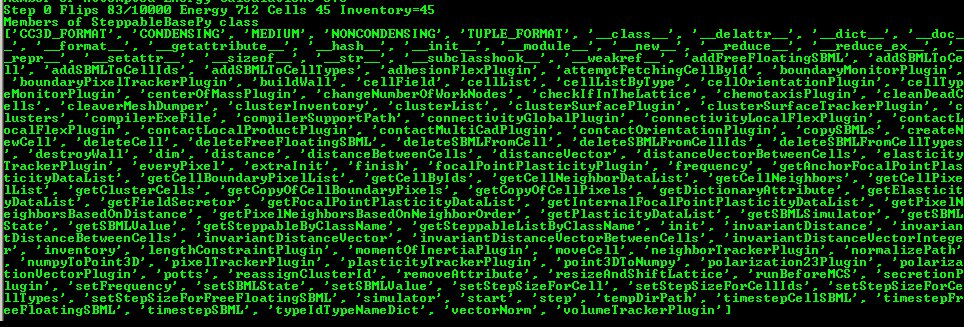 Step 0 Flips 83/10000 Energy 712 Cells 45 Inventory=45
Members of SteppableBasePy class
['CC3D_FORMAT', 'CONDENSING', 'MEDIUM', 'NONCONDENSING', 'TUPLE_FORMAT', '__class__', '__delattr__', '__dict__', '__doc_
_', '__format__', '__getattribute__', '__hash__', '__init__', '__module__', '__new__', '__reduce__', '__reduce_ex__', '_
_repr__', '__setattr__', '__sizeof__', '__str__', '__subclasshook__', '__weakref__', 'addFreeFloatingSBML', 'addSBMLToCe
ll', 'addSBMLToCellIds', 'addSBMLToCellTypes', 'adhesionFlexPlugin', 'attemptFetchingCellById', 'boundaryMonitorPlugin',
 'boundaryPixelTrackerPlugin', 'buildWall', 'cellField', 'cellList', 'cellListByType', 'cellOrientationPlugin', 'cellTyp
eMonitorPlugin', 'centerOfMassPlugin', 'changeNumberOfWorkNodes', 'checkIfInTheLattice', 'chemotaxisPlugin', 'cleanDeadC
ells', 'cleaverMeshDumper', 'clusterInventory', 'clusterList', 'clusterSurfacePlugin', 'clusterSurfaceTrackerPlugin', 'c
lusters', 'compilerExeFile', 'compilerSupportPath', 'connectivityGlobalPlugin', 'connectivityLocalFlexPlugin', 'contactL
ocalFlexPlugin', 'contactLocalProductPlugin', 'contactMultiCadPlugin', 'contactOrientationPlugin', 'copySBMLs', 'createN
ewCell', 'deleteCell', 'deleteFreeFloatingSBML', 'deleteSBMLFromCell', 'deleteSBMLFromCellIds', 'deleteSBMLFromCellTypes
', 'destroyWall', 'dim', 'distance', 'distanceBetweenCells', 'distanceVector', 'distanceVectorBetweenCells', 'elasticity
TrackerPlugin', 'everyPixel', 'extraInit', 'finish', 'focalPointPlasticityPlugin', 'frequency', 'getAnchorFocalPointPlas
ticityDataList', 'getCellBoundaryPixelList', 'getCellByIds', 'getCellNeighborDataList', 'getCellNeighbors', 'getCellPixe
lList', 'getClusterCells', 'getCopyOfCellBoundaryPixels', 'getCopyOfCellPixels', 'getDictionaryAttribute', 'getElasticit
yDataList', 'getFieldSecretor', 'getFocalPointPlasticityDataList', 'getInternalFocalPointPlasticityDataList', 'getPixelN
eighborsBasedOnDistance', 'getPixelNeighborsBasedOnNeighborOrder', 'getPlasticityDataList', 'getSBMLSimulator', 'getSBML
State', 'getSBMLValue', 'getSteppableByClassName', 'getSteppableListByClassName', 'init', 'invariantDistance', 'invarian
tDistanceBetweenCells', 'invariantDistanceVector', 'invariantDistanceVectorBetweenCells', 'invariantDistanceVectorIntege
r', 'inventory', 'lengthConstraintPlugin', 'momentOfInertiaPlugin', 'moveCell', 'neighborTrackerPlugin', 'normalizePath'
, 'numpyToPoint3D', 'pixelTrackerPlugin', 'plasticityTrackerPlugin', 'point3DToNumpy', 'polarization23Plugin', 'polariza
tionVectorPlugin', 'potts', 'reassignClusterId', 'removeAttribute', 'resizeAndShiftLattice', 'runBeforeMCS', 'secretionP
lugin', 'setFrequency', 'setSBMLState', 'setSBMLValue', 'setStepSizeForCell', 'setStepSizeForCellIds', 'setStepSizeForCe
llTypes', 'setStepSizeForFreeFloatingSBML', 'simulator', 'start', 'step', 'tempDirPath', 'timestepCellSBML', 'timestepFr
eeFloatingSBML', 'timestepSBML', 'typeIdTypeNameDict', 'vectorNorm', 'volumeTrackerPlugin']